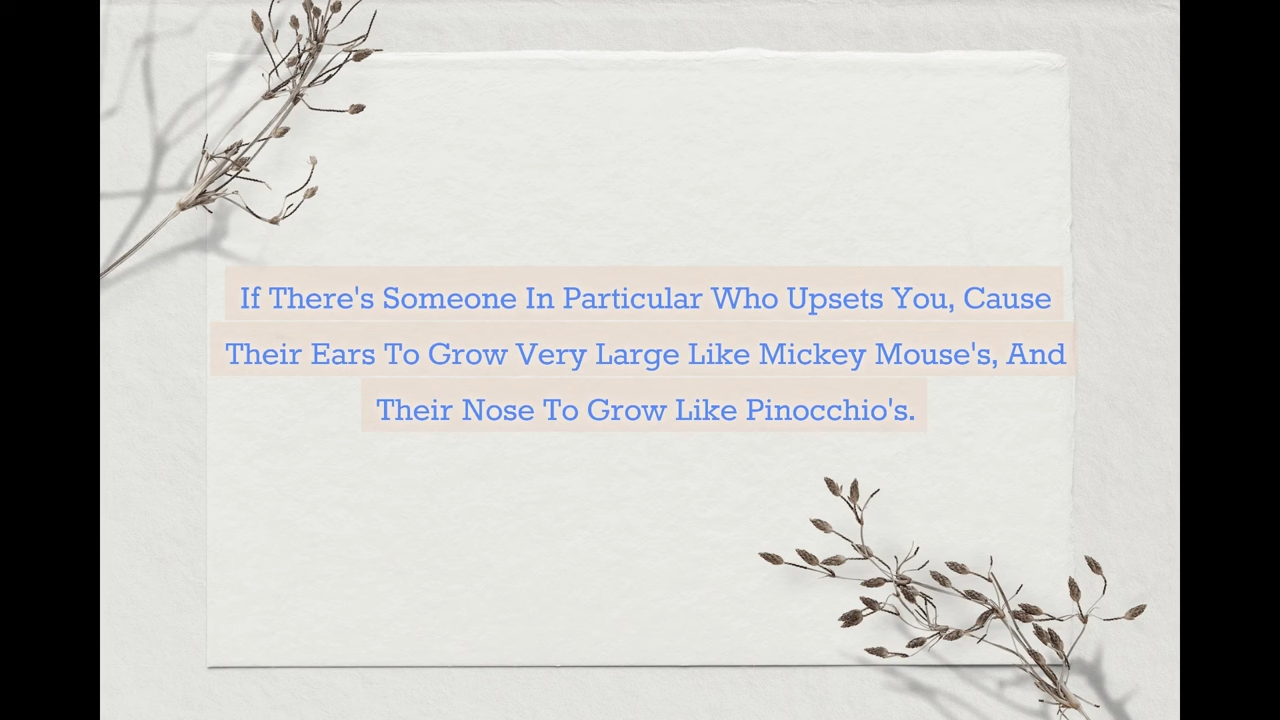 If There's Someone In Particular Who Upsets You, Cause
Their Ears To Grow Very Large Like Mickey Mouse's, And
Their Nose To Grow Like Pinocchio's.